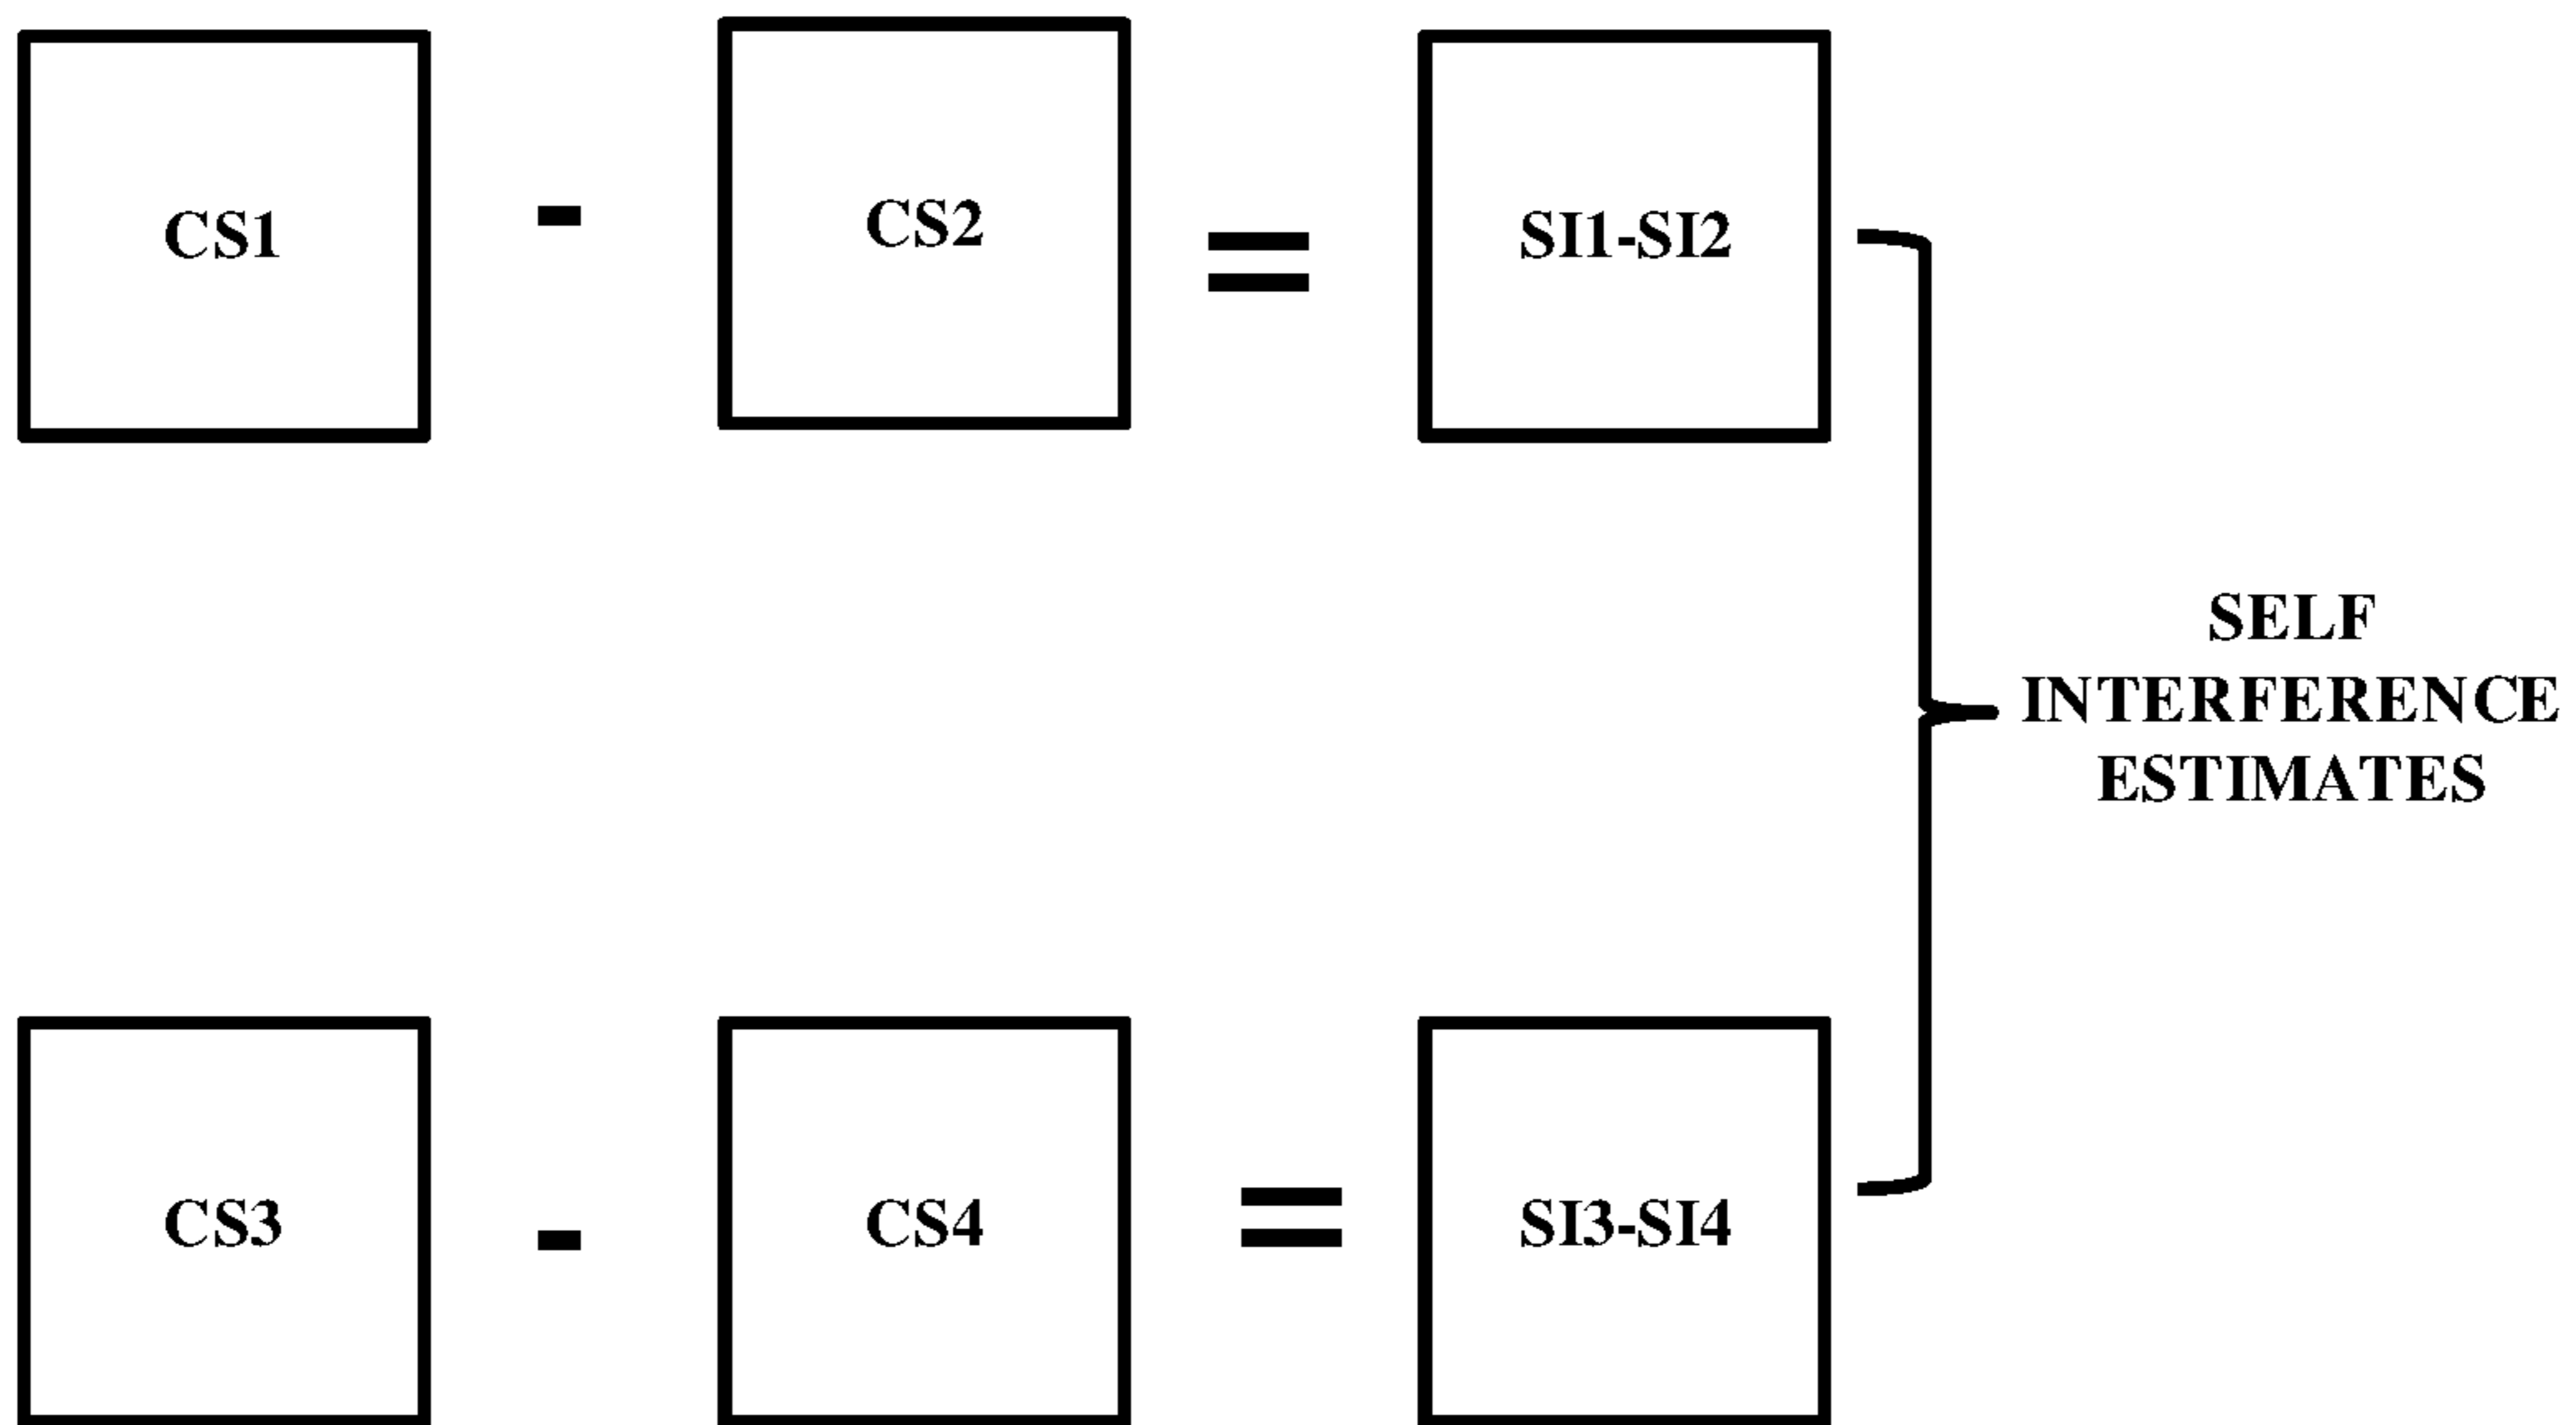 CS1 - CS2 = SI1-SI2
SELF
INTERFERENCE
ESTIMATES
CS3 - CS4 = SI3-SI4